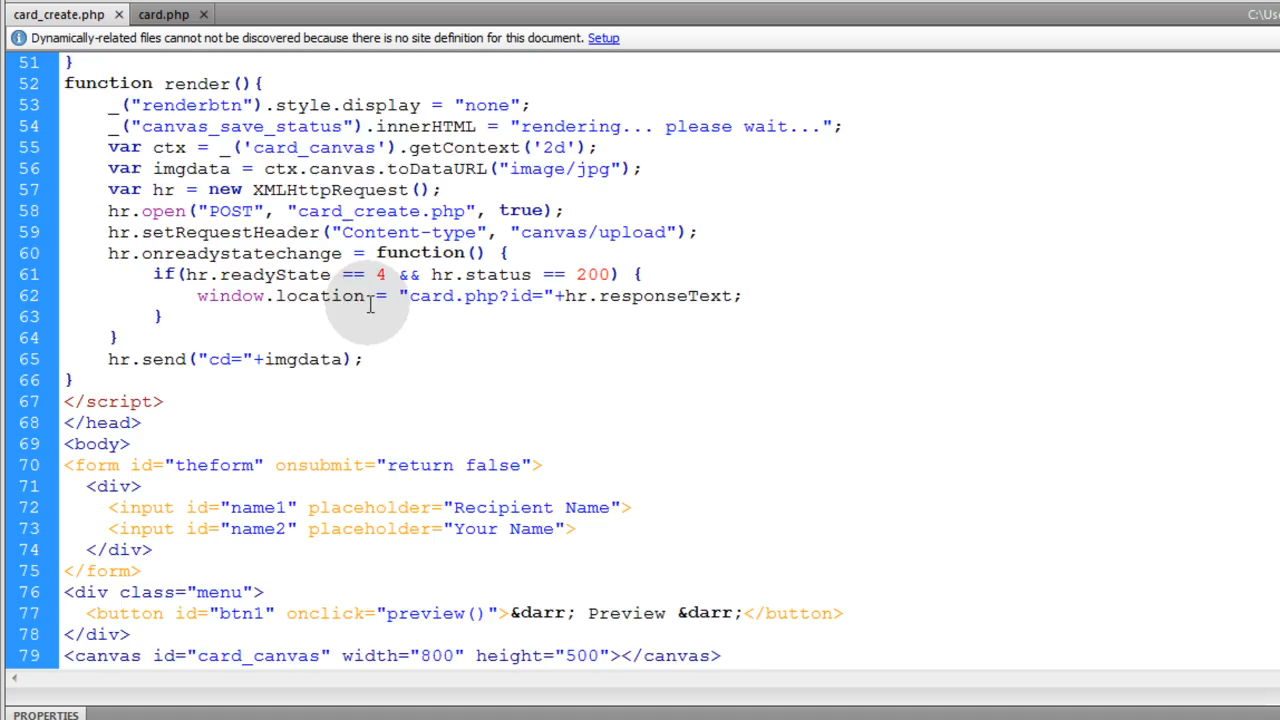 card_create.php × card.php × C:\Us
Dynamically-related files cannot not be discovered because there is no site definition for this document. Setup
51 }
52 function render(){
53 _("renderbtn").style.display = "none";
54 _("canvas_save_status").innerHTML = "rendering... please wait...";
55 var ctx = _('card_canvas').getContext('2d');
56 var imgdata = ctx.canvas.toDataURL("image/jpg");
57 var hr = new XMLHttpRequest();
58 hr.open("POST", "card_create.php", true);
59 hr.setRequestHeader("Content-type", "canvas/upload");
60 hr.onreadystatechange = function() {
61 if(hr.readyState == 4 && hr.status == 200) {
62 window.location = "card.php?id="+hr.responseText;
63 }
64 }
65 hr.send("cd="+imgdata);
66 }
67 </script>
68 </head>
69 <body>
70 <form id="theform" onsubmit="return false">
71 <div>
72 <input id="name1" placeholder="Recipient Name">
73 <input id="name2" placeholder="Your Name">
74 </div>
75 </form>
76 <div class="menu">
77 <button id="btn1" onclick="preview()">&darr; Preview &darr;</button>
78 </div>
79 <canvas id="card_canvas" width="800" height="500"></canvas>
PROPERTIES